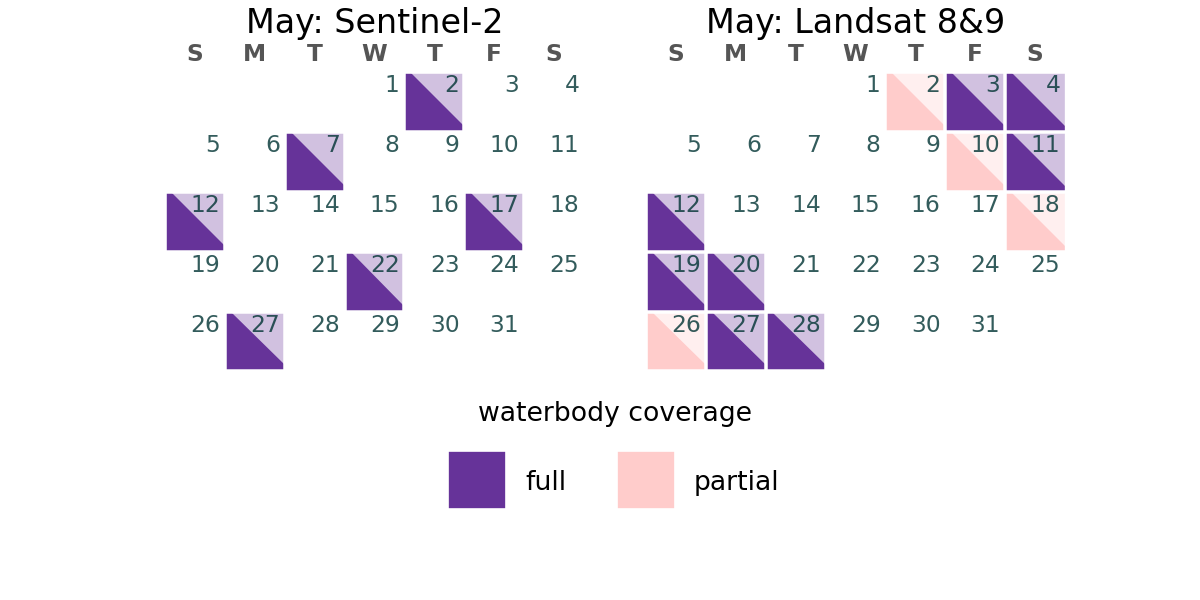 May: Sentinel-2
S M T W T F S
1 2 3 4
5 6 7 8 9 10 11
12 13 14 15 16 17 18
19 20 21 22 23 24 25
26 27 28 29 30 31
May: Landsat 8&9
S M T W T F S
1 2 3 4
5 6 7 8 9 10 11
12 13 14 15 16 17 18
19 20 21 22 23 24 25
26 27 28 29 30 31
waterbody coverage
full partial